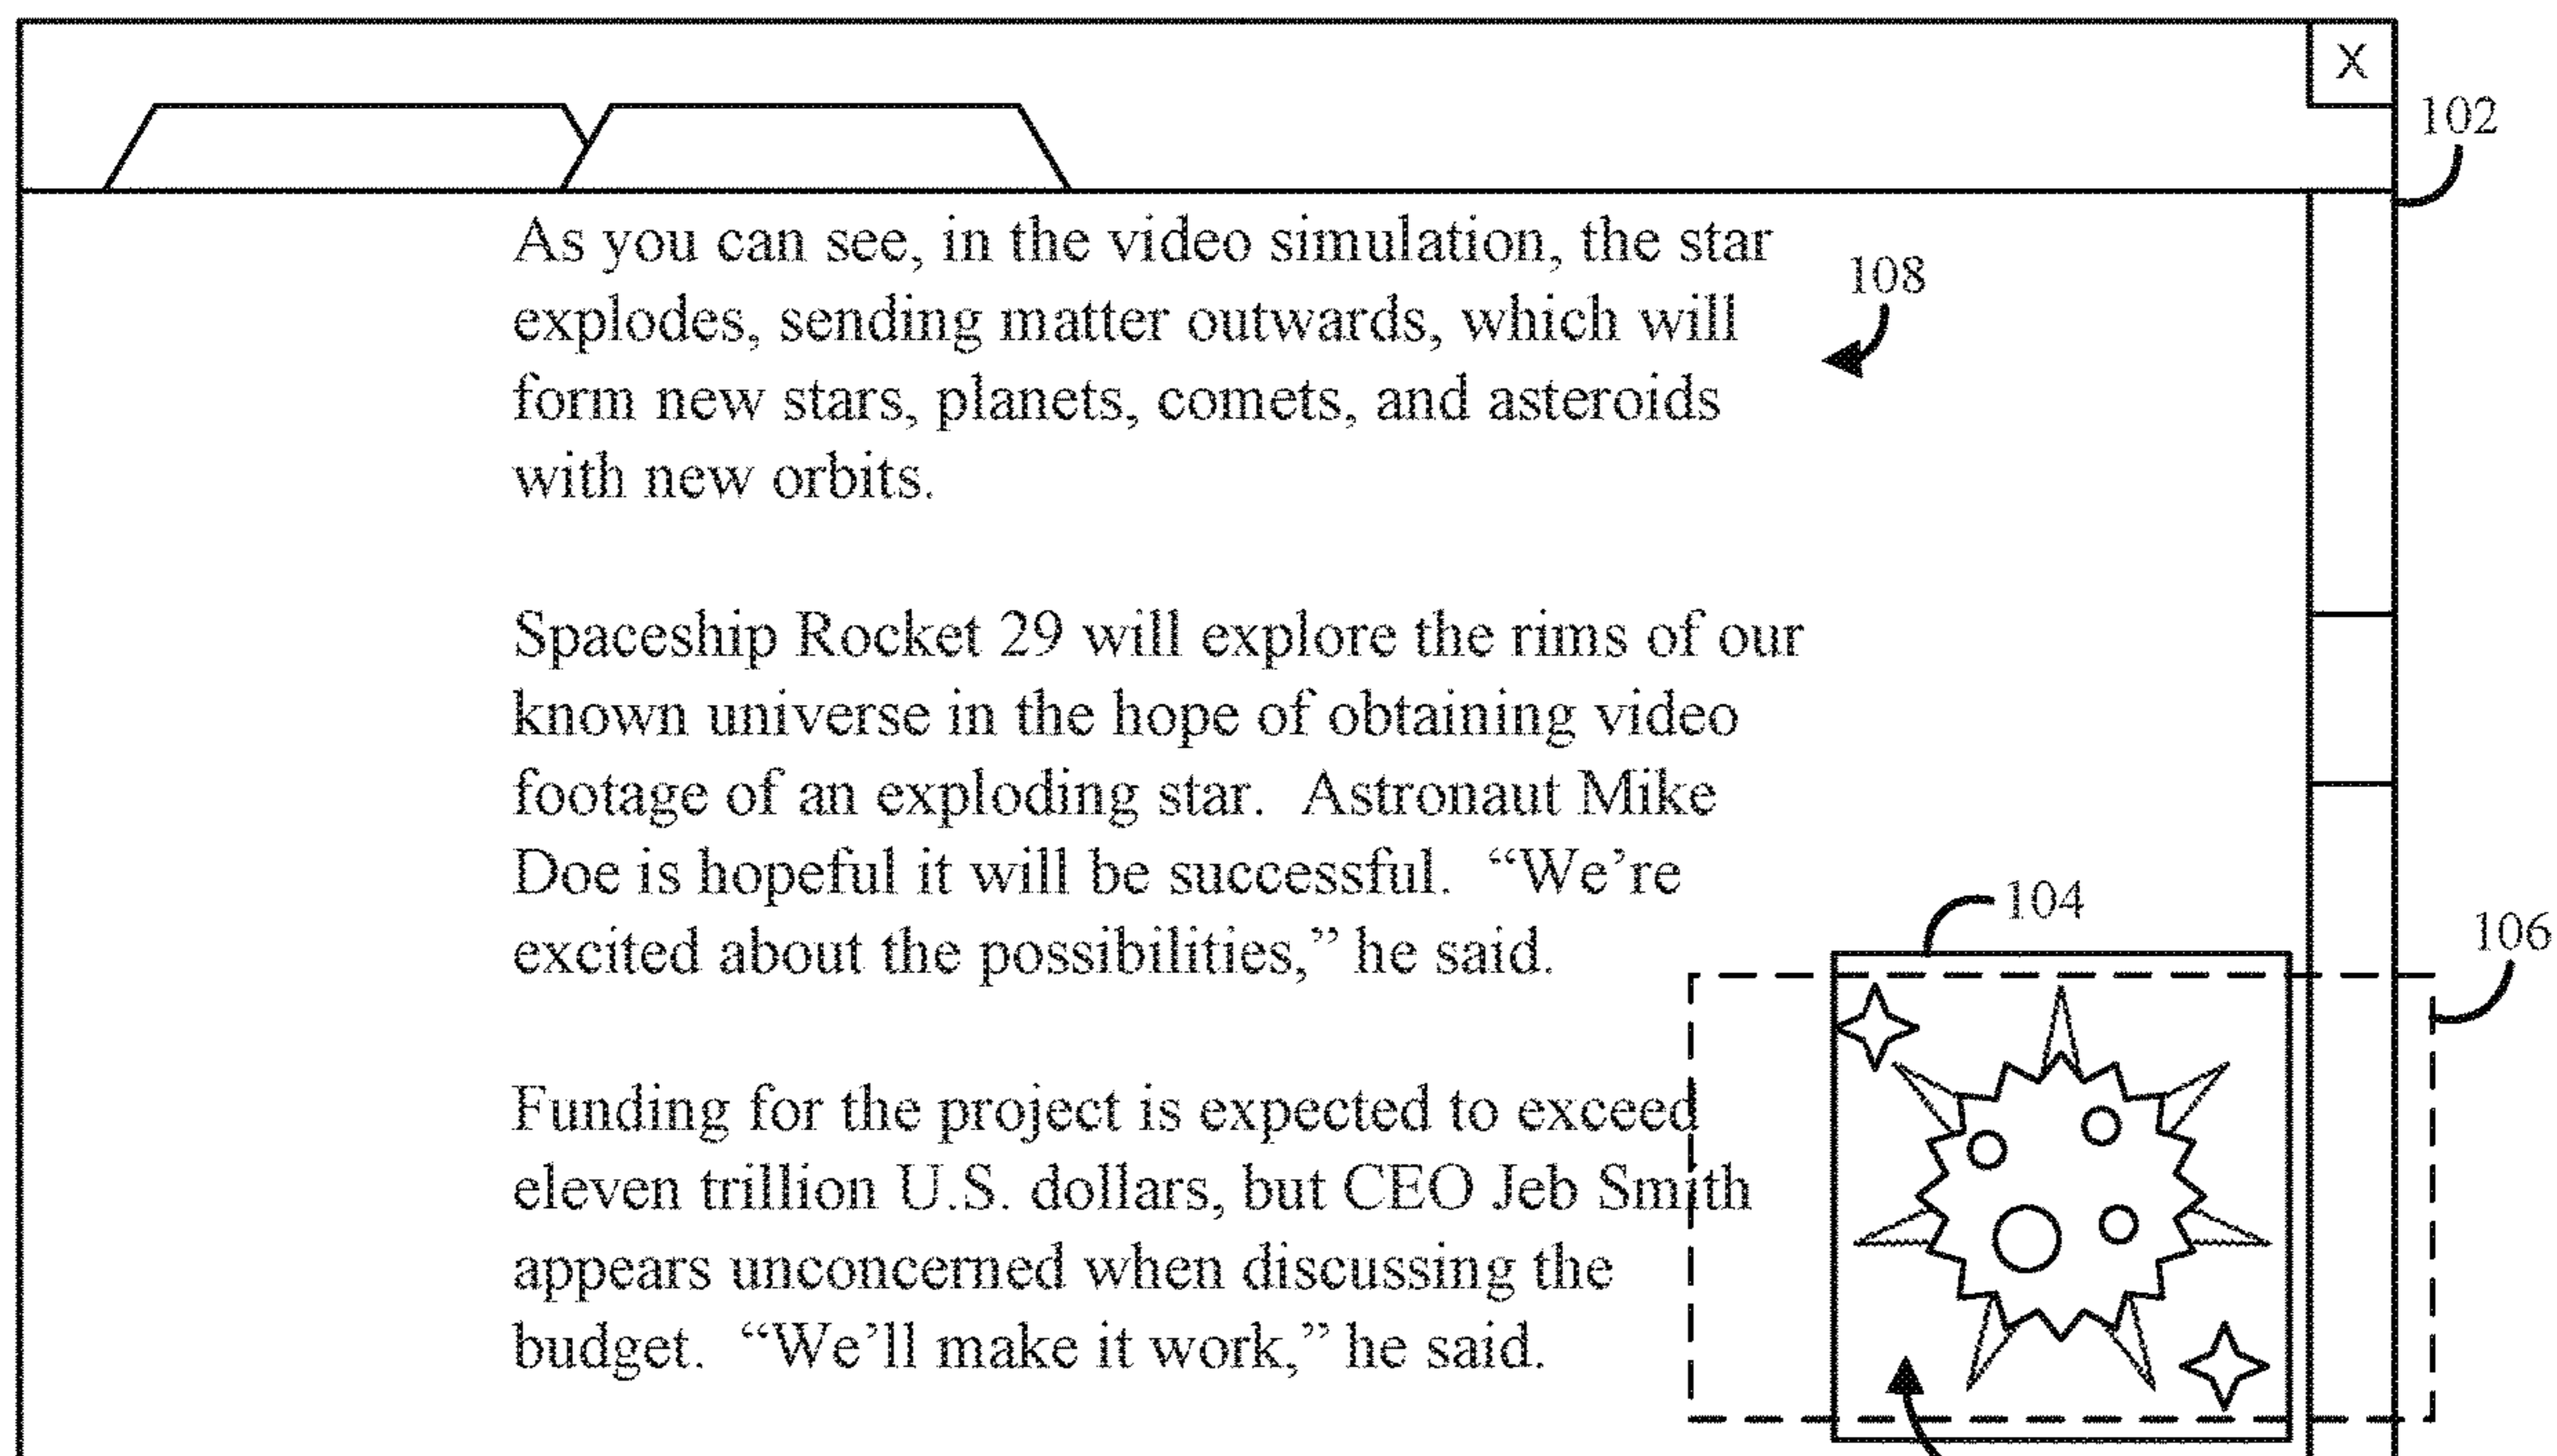 X
102
As you can see, in the video simulation, the star
108
explodes, sending matter outwards, which will
form new stars, planets, comets, and asteroids
with new orbits.
Spaceship Rocket 29 will explore the rims of our
known universe in the hope of obtaining video
footage of an exploding star.  Astronaut Mike
Doe is hopeful it will be successful.  “We’re
104
106
excited about the possibilities,” he said.
Funding for the project is expected to exceed
eleven trillion U.S. dollars, but CEO Jeb Smith
appears unconcerned when discussing the
budget.  “We’ll make it work,” he said.